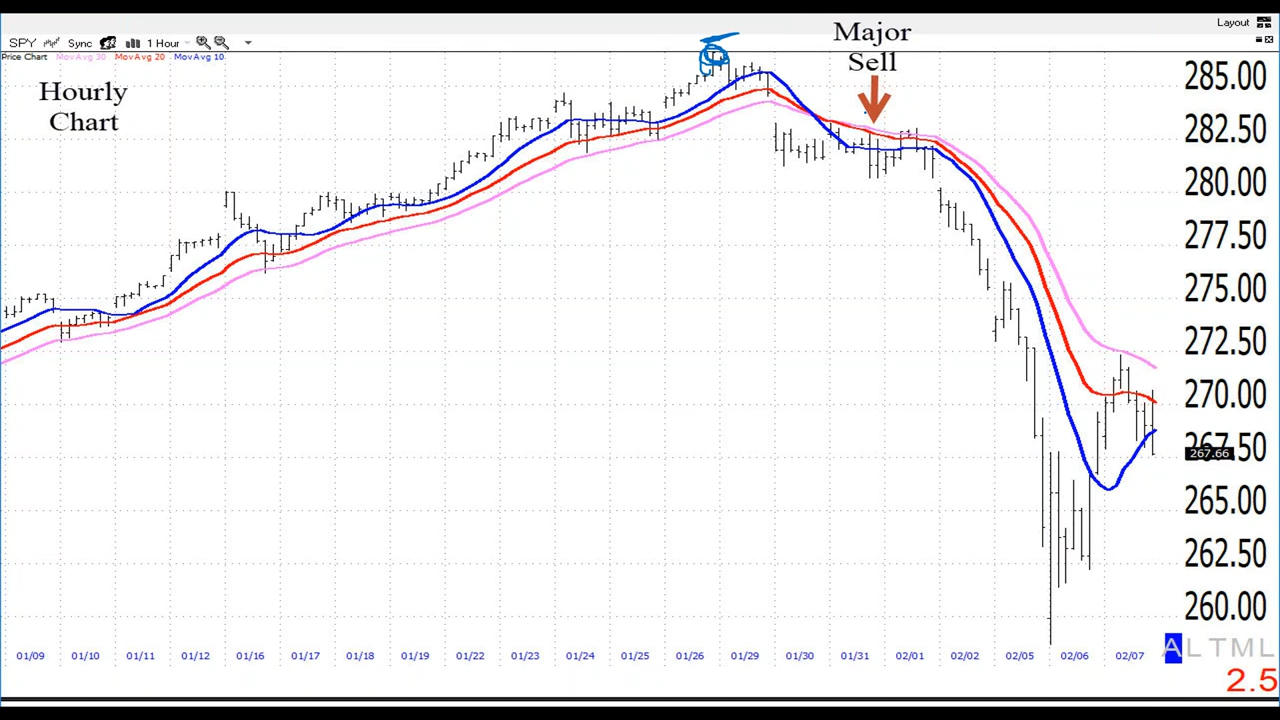 Layout
SPY Sync 1 Hour
Price Chart MovAvg 30 MovAvg 20 MovAvg 10
Major
Sell
Hourly
Chart
285.00
282.50
280.00
277.50
275.00
272.50
270.00
267.50
267.66
265.00
262.50
260.00
01/09 01/10 01/11 01/12 01/16 01/17 01/18 01/19 01/22 01/23 01/24 01/25 01/26 01/29 01/30 01/31 02/01 02/02 02/05 02/06 02/07
A L T M L
2.5